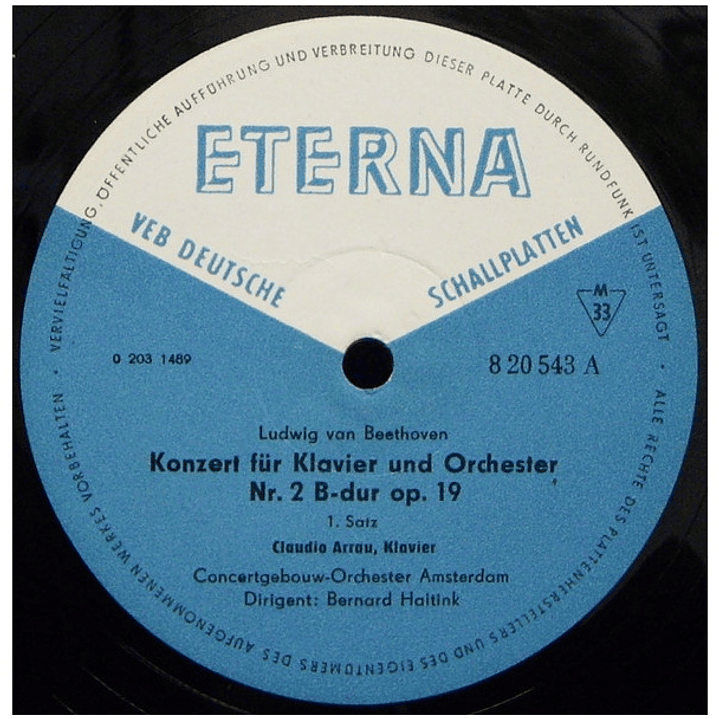 ETERNA
VEB DEUTSCHE SCHALLPLATTEN
M
33
0 203 1489
8 20 543 A
Ludwig van Beethoven
Konzert für Klavier und Orchester
Nr. 2 B-dur op. 19
1. Satz
Claudio Arrau, Klavier
Concertgebouw-Orchester Amsterdam
Dirigent: Bernard Haitink
ALLE RECHTE DES PLATTENHERSTELLERS UND DES EIGENTÜMERS DES AUFGENOMMENEN WERKES VORBEHALTEN • VERVIELFÄLTIGUNG, ÖFFENTLICHE AUFFÜHRUNG UND VERBREITUNG DIESER PLATTE DURCH RUNDFUNK IST UNTERSAGT •